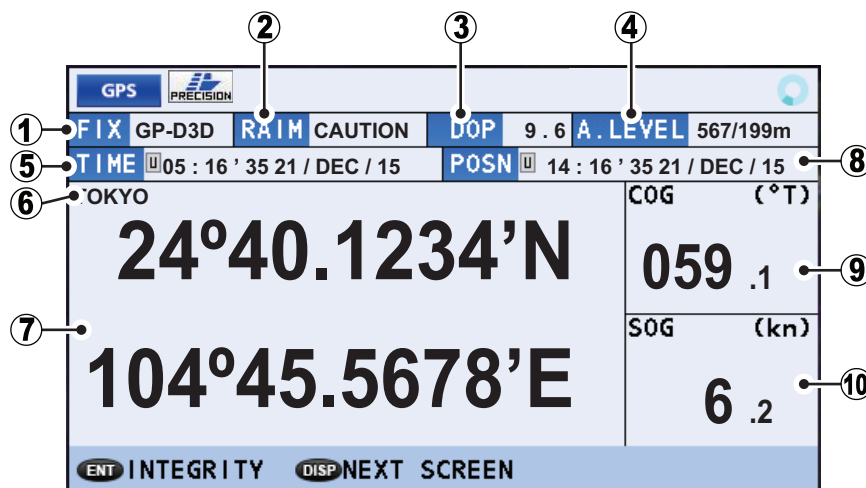 2 3 4
GPS PRECISION
1 FIX GP-D3D RAIM CAUTION DOP 9.6 A.LEVEL 567/199m
5 TIME U 05 : 16 ' 35 21 / DEC / 15 POSN U 14 : 16 ' 35 21 / DEC / 15 8
6 TOKYO COG (°T)
24º40.1234’N
059 .1 9
7
SOG (kn)
104º45.5678’E
6 .2 10
ENT INTEGRITY DISP NEXT SCREEN